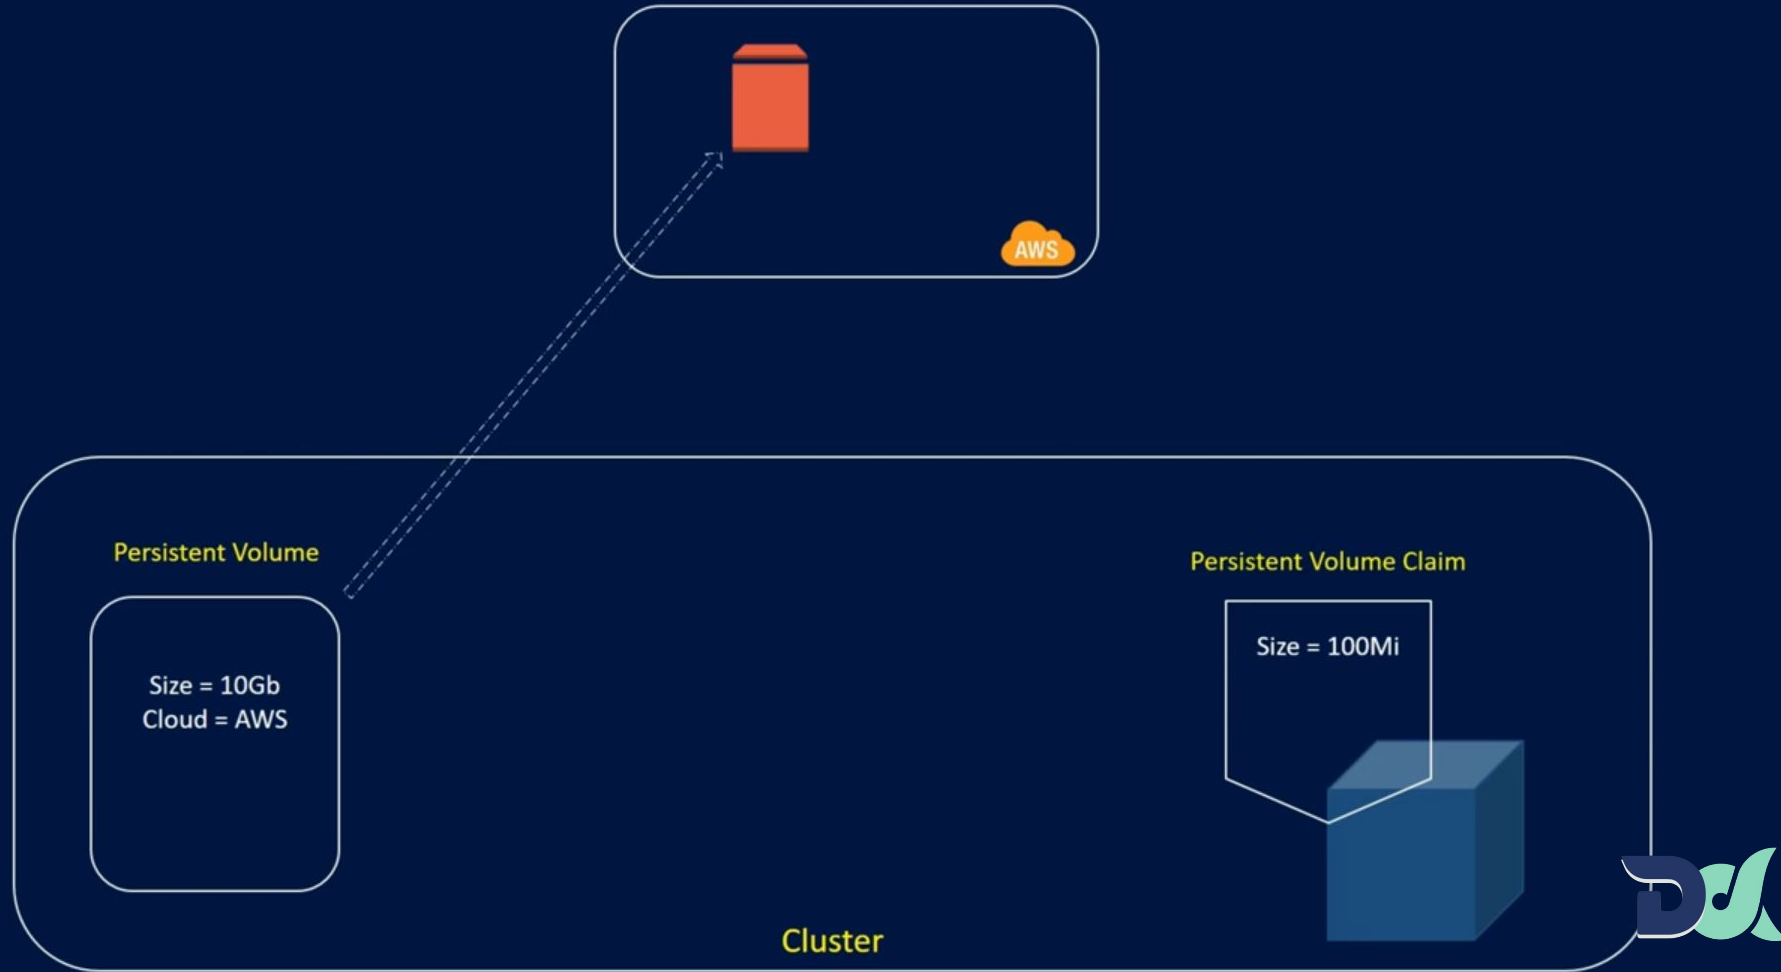 AWS
Persistent Volume
Size = 10Gb
Cloud = AWS
Persistent Volume Claim
Size = 100Mi
Cluster